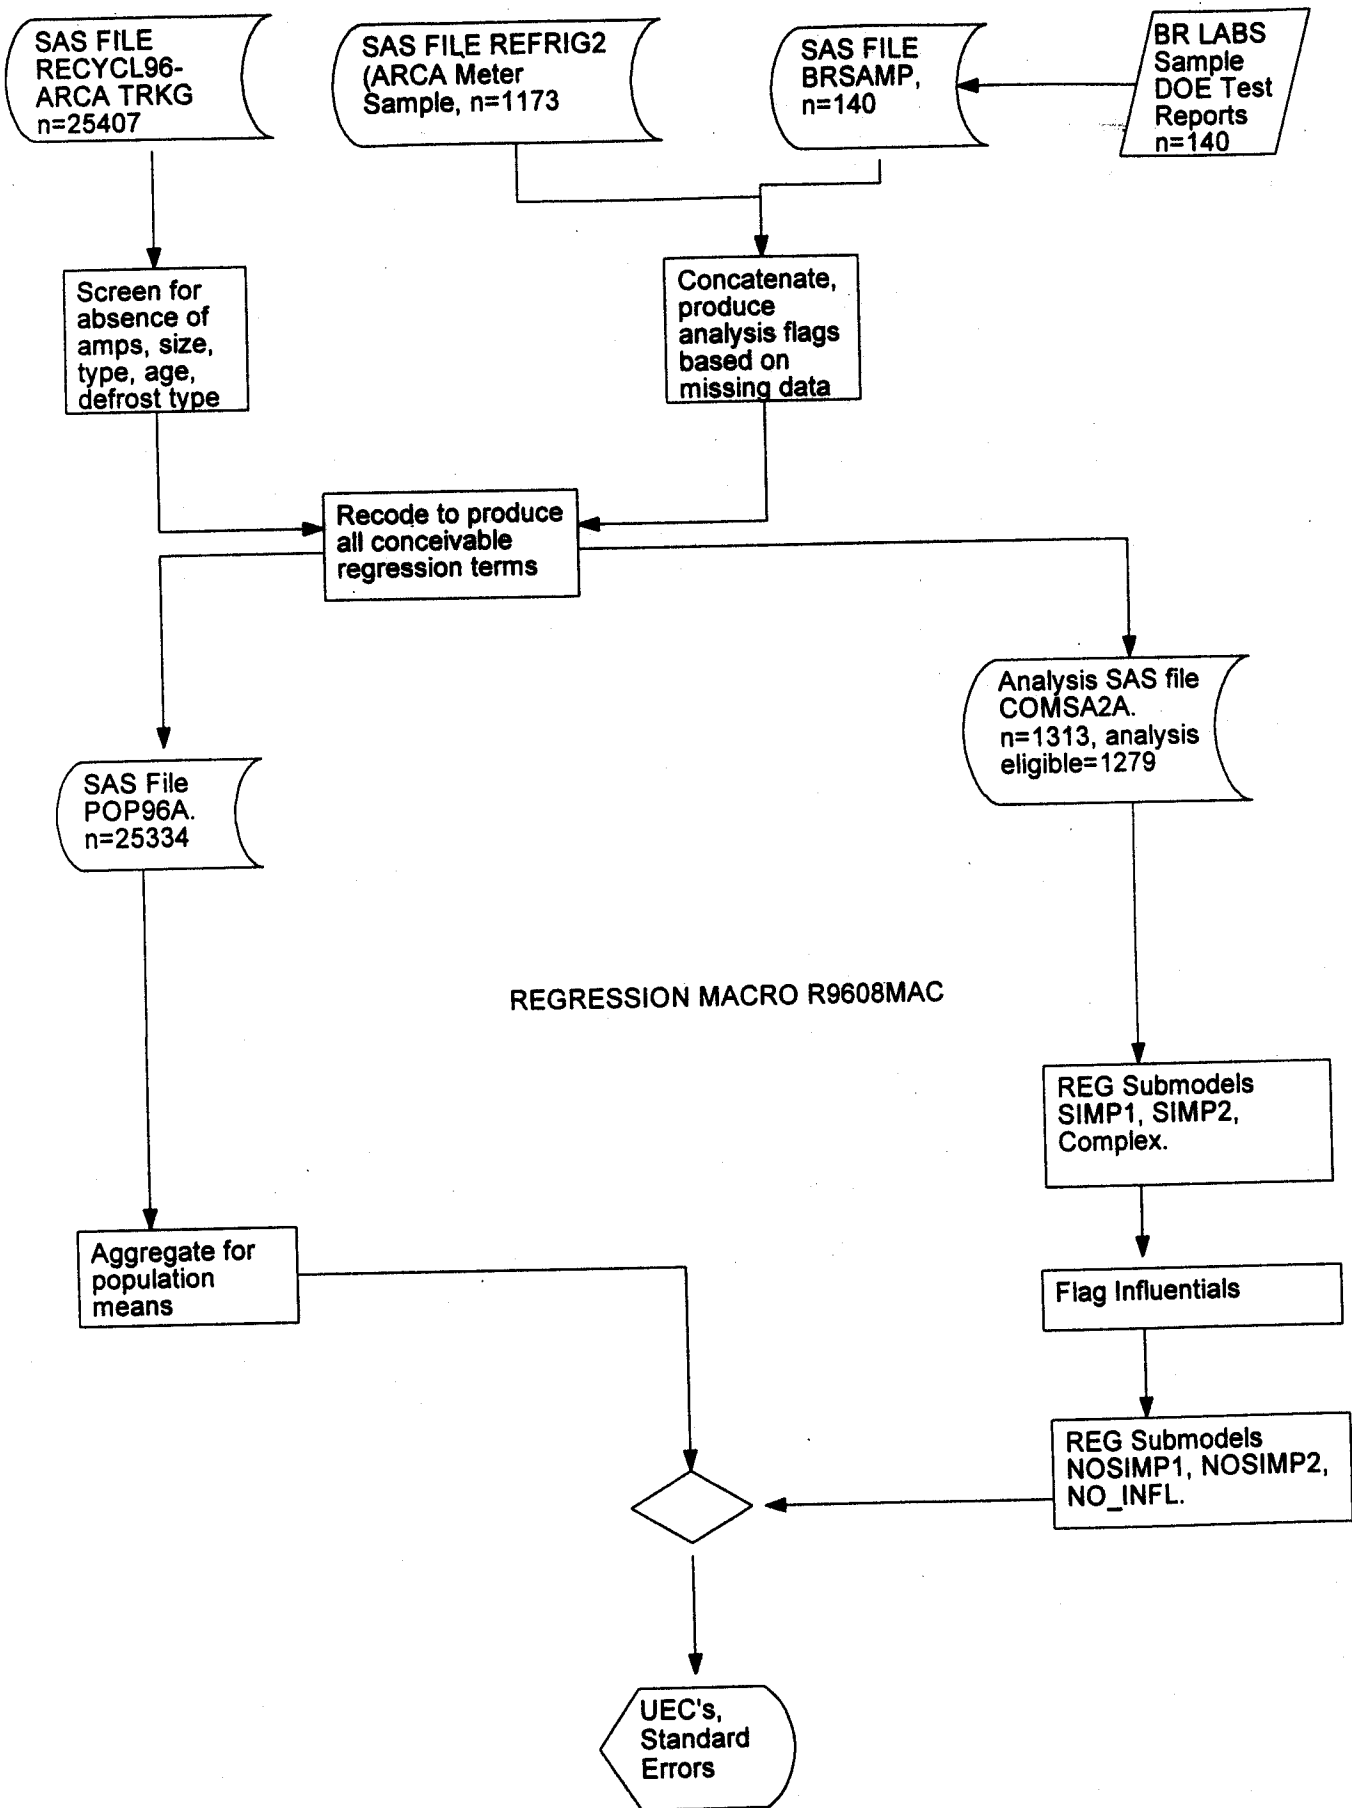 SAS FILE
RECYCL96-
ARCA TRKG
n=25407
SAS FILE REFRIG2
(ARCA Meter
Sample, n=1173
SAS FILE
BRSAMP,
n=140
BR LABS
Sample
DOE Test
Reports
n=140
Screen for
absence of
amps, size,
type, age,
defrost type
Concatenate,
produce
analysis flags
based on
missing data
Recode to produce
all conceivable
regression terms
Analysis SAS file
COMSA2A.
n=1313, analysis
eligible=1279
SAS File
POP96A.
n=25334
REGRESSION MACRO R9608MAC
REG Submodels
SIMP1, SIMP2,
Complex.
Aggregate for
population
means
Flag Influentials
REG Submodels
NOSIMP1, NOSIMP2,
NO_INFL.
UEC's,
Standard
Errors